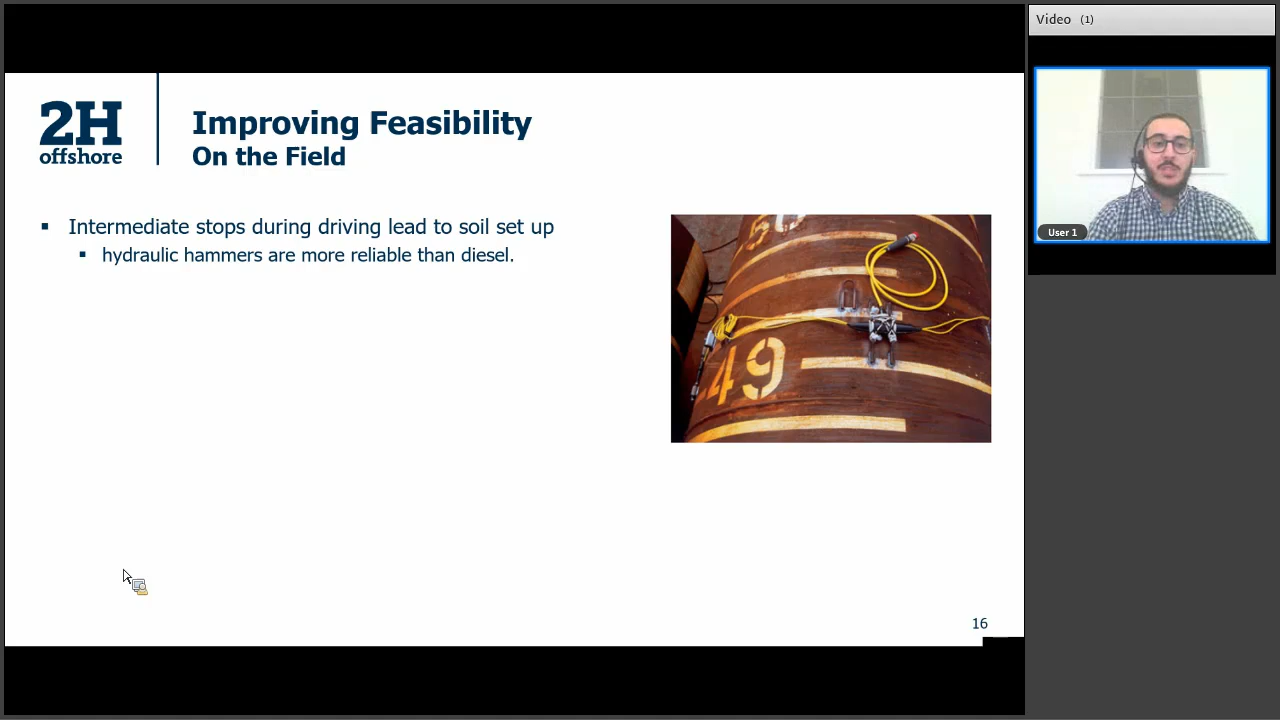 2H
offshore
Improving Feasibility
On the Field
Intermediate stops during driving lead to soil set up
hydraulic hammers are more reliable than diesel.
49
16
Video (1)
User 1